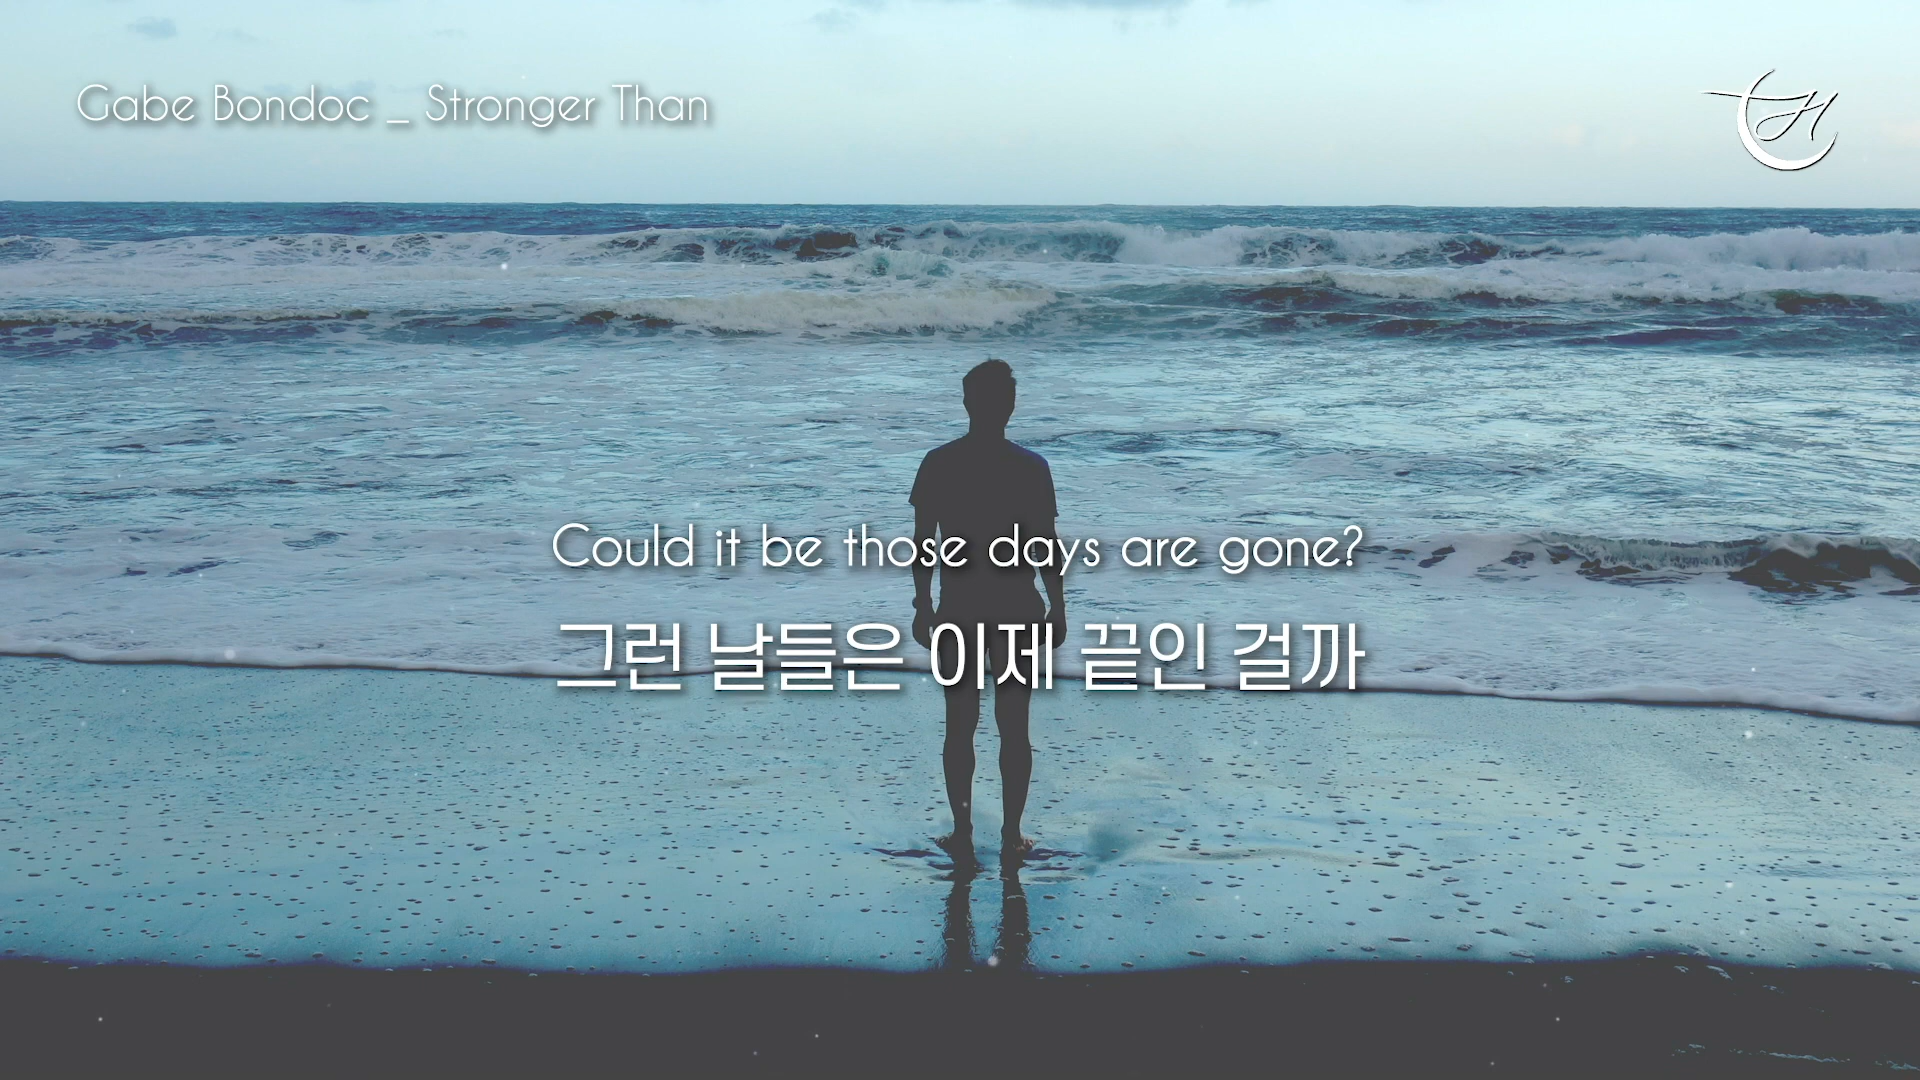 Gabe Bondoc _ Stronger Than
Could it be those days are gone?
그런 날들은 이제 끝인 걸까